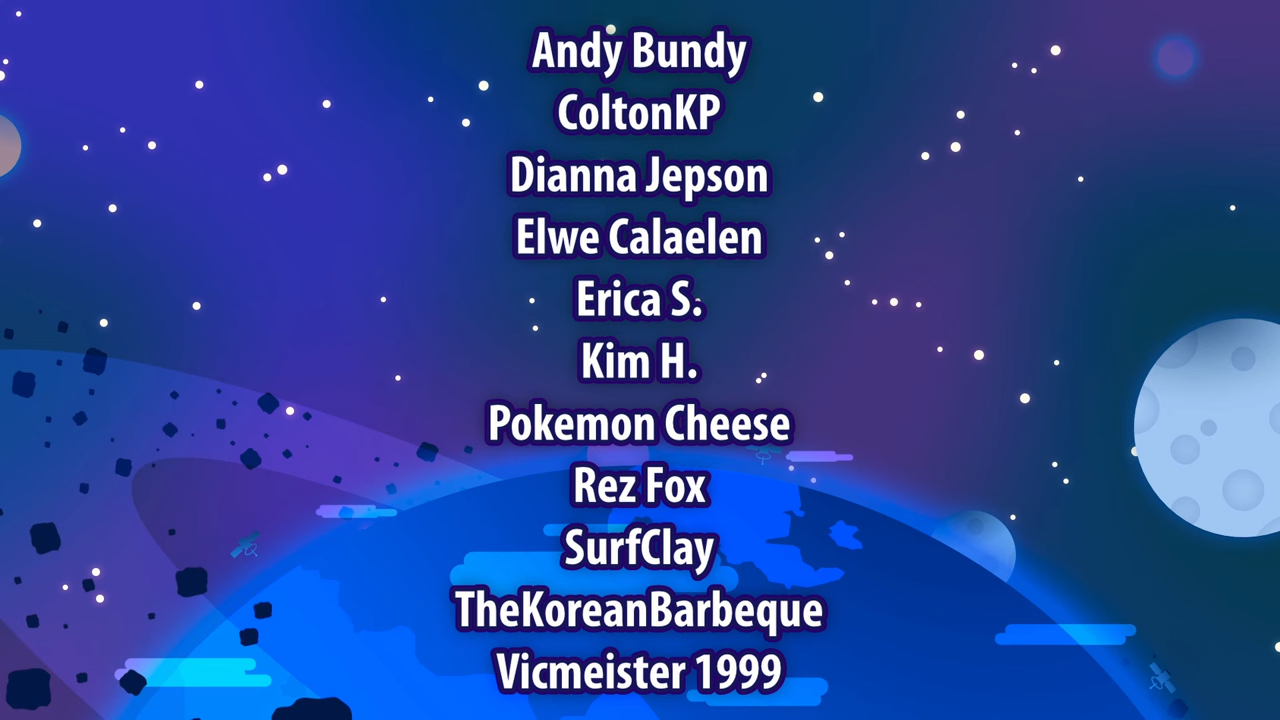 Andy Bundy
ColtonKP
Dianna Jepson
Elwe Calaelen
Erica S.
Kim H.
Pokemon Cheese
Rez Fox
SurfClay
TheKoreanBarbeque
Vicmeister 1999